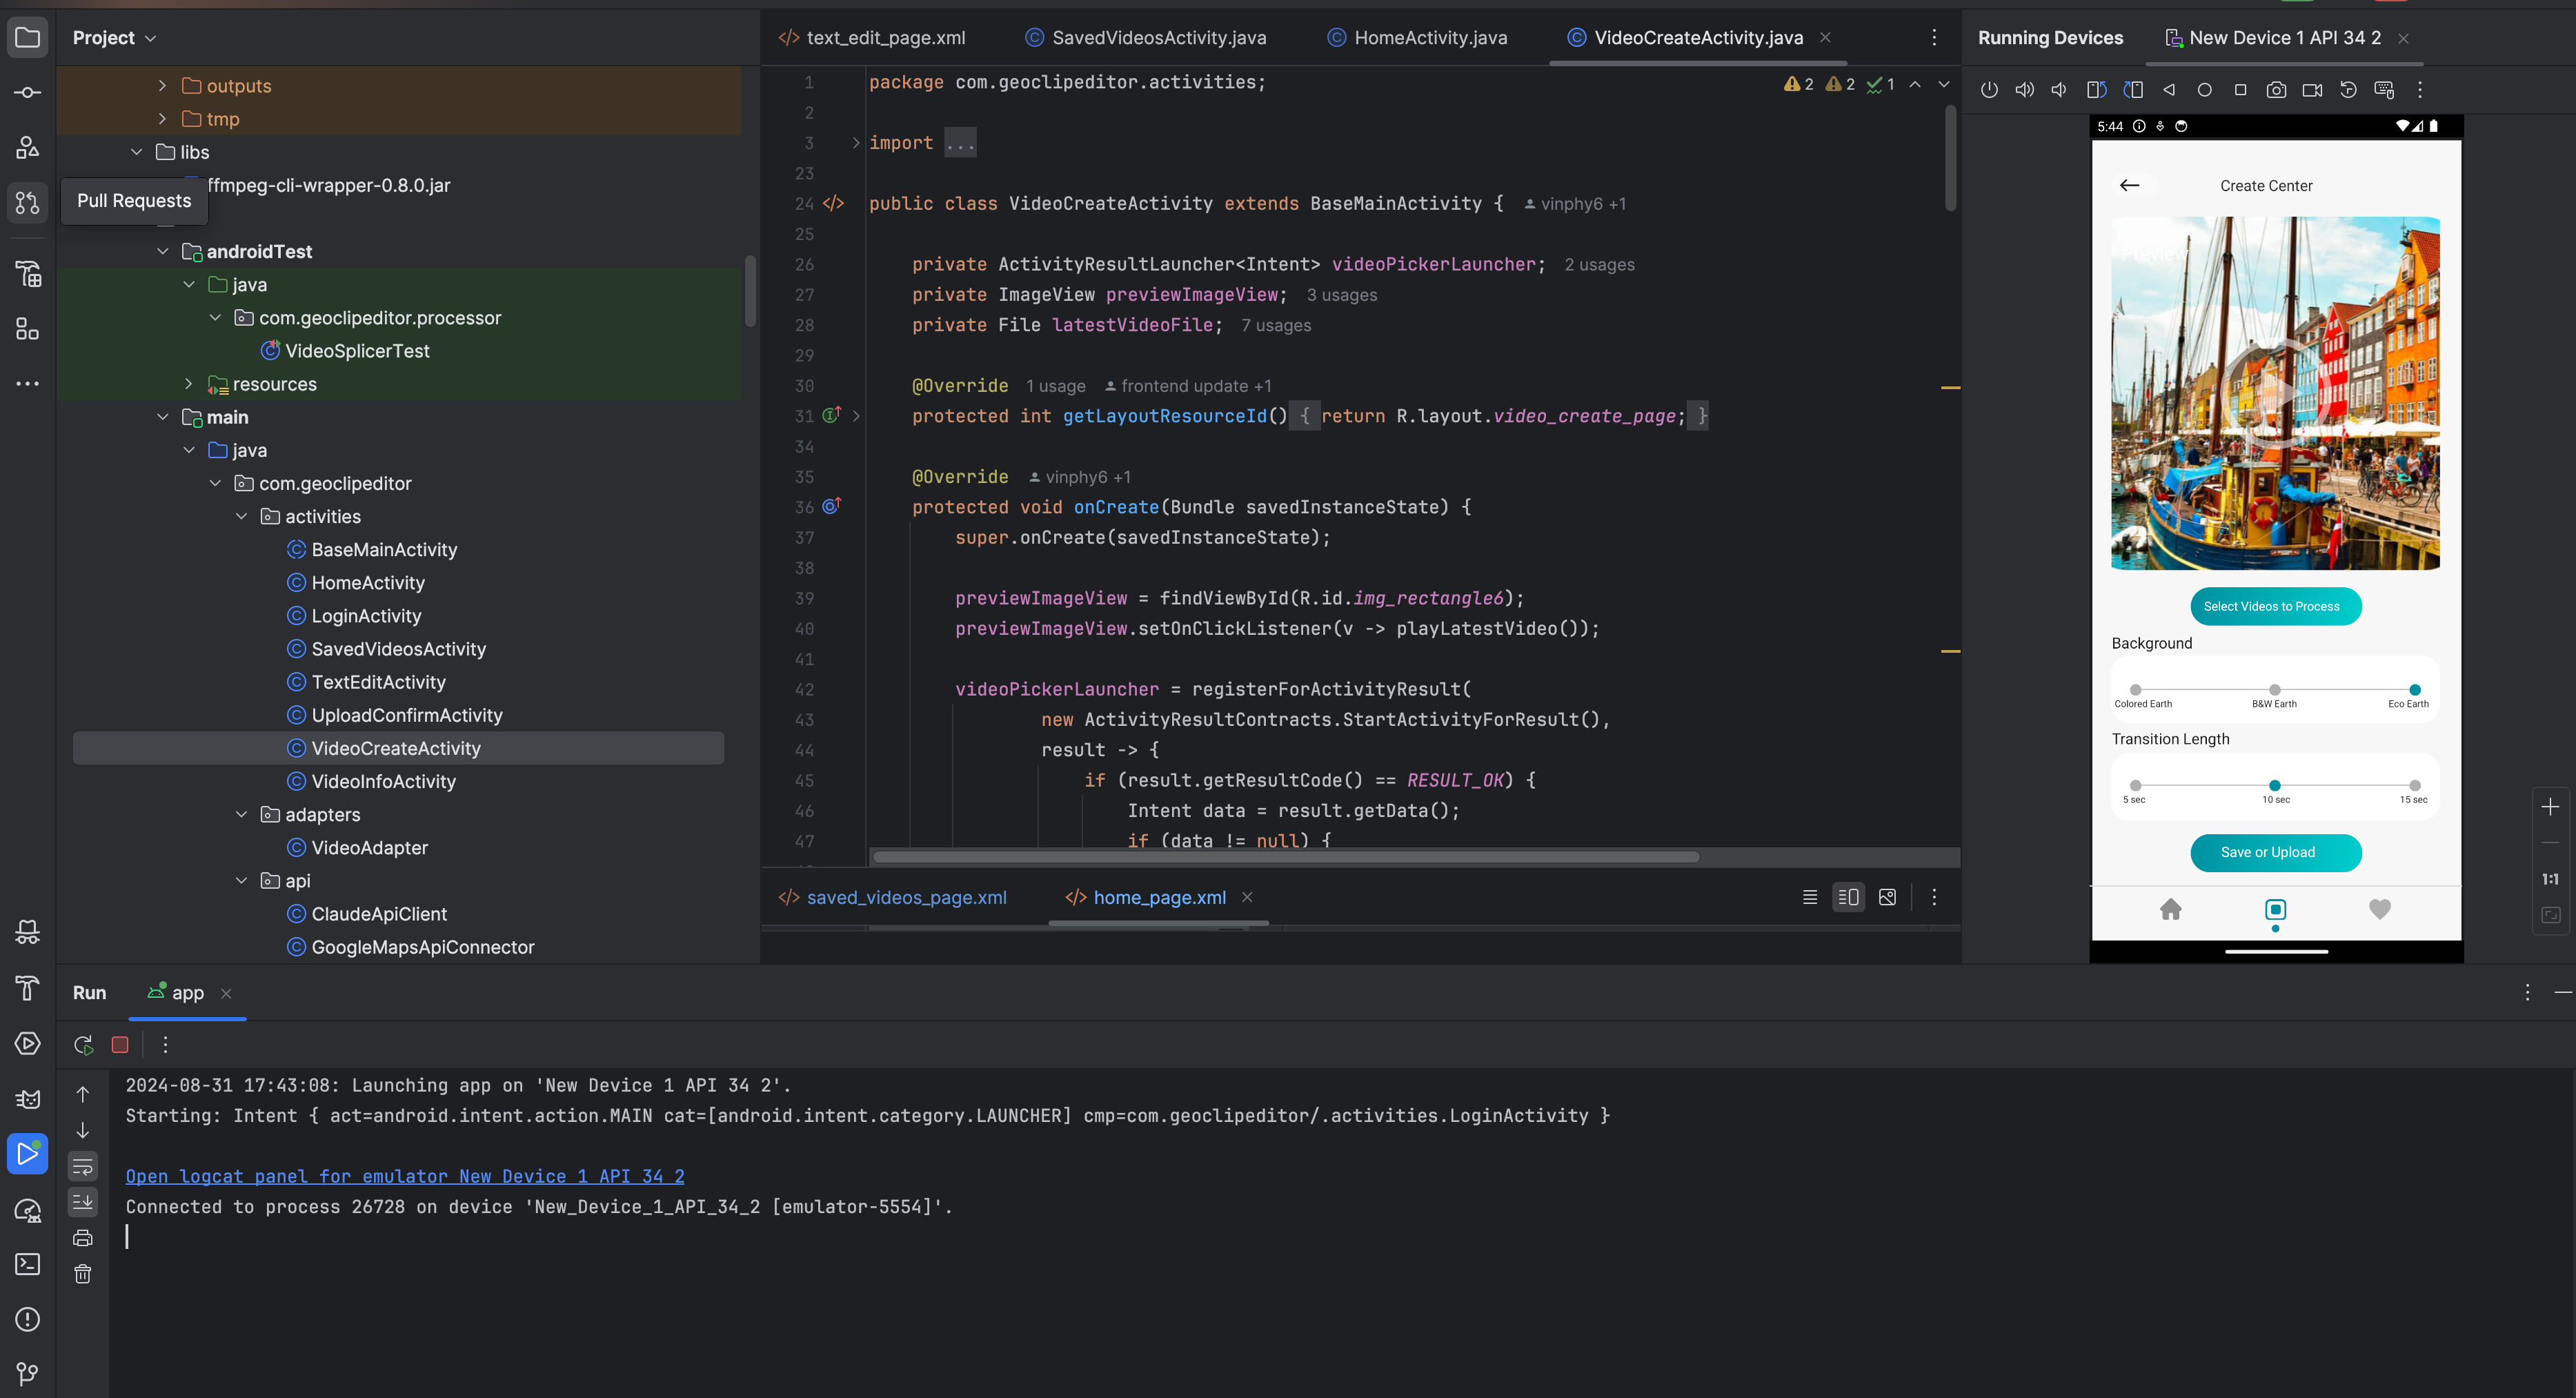 Project
outputs
tmp
libs
ffmpeg-cli-wrapper-0.8.0.jar
Pull Requests
androidTest
java
com.geoclipeditor.processor
VideoSplicerTest
resources
main
java
com.geoclipeditor
activities
BaseMainActivity
HomeActivity
LoginActivity
SavedVideosActivity
TextEditActivity
UploadConfirmActivity
VideoCreateActivity
VideoInfoActivity
adapters
VideoAdapter
api
ClaudeApiClient
GoogleMapsApiConnector
text_edit_page.xml SavedVideosActivity.java HomeActivity.java VideoCreateActivity.java
2 2 1
1 package com.geoclipeditor.activities;
2
3 import ...
23
24 public class VideoCreateActivity extends BaseMainActivity { vinphy6 +1
25
26 private ActivityResultLauncher<Intent> videoPickerLauncher; 2 usages
27 private ImageView previewImageView; 3 usages
28 private File latestVideoFile; 7 usages
29
30 @Override 1 usage frontend update +1
31 protected int getLayoutResourceId() { return R.layout.video_create_page; }
34
35 @Override vinphy6 +1
36 protected void onCreate(Bundle savedInstanceState) {
37 super.onCreate(savedInstanceState);
38
39 previewImageView = findViewById(R.id.img_rectangle6);
40 previewImageView.setOnClickListener(v -> playLatestVideo());
41
42 videoPickerLauncher = registerForActivityResult(
43 new ActivityResultContracts.StartActivityForResult(),
44 result -> {
45 if (result.getResultCode() == RESULT_OK) {
46 Intent data = result.getData();
47 if (data != null) {
saved_videos_page.xml home_page.xml
Running Devices New Device 1 API 34 2
5:44
Create Center
Preview
Select Videos to Process
Background
Colored Earth B&W Earth Eco Earth
Transition Length
5 sec 10 sec 15 sec
Save or Upload
1:1
Run app
2024-08-31 17:43:08: Launching app on 'New Device 1 API 34 2'.
Starting: Intent { act=android.intent.action.MAIN cat=[android.intent.category.LAUNCHER] cmp=com.geoclipeditor/.activities.LoginActivity }
Open logcat panel for emulator New Device 1 API 34 2
Connected to process 26728 on device 'New_Device_1_API_34_2 [emulator-5554]'.